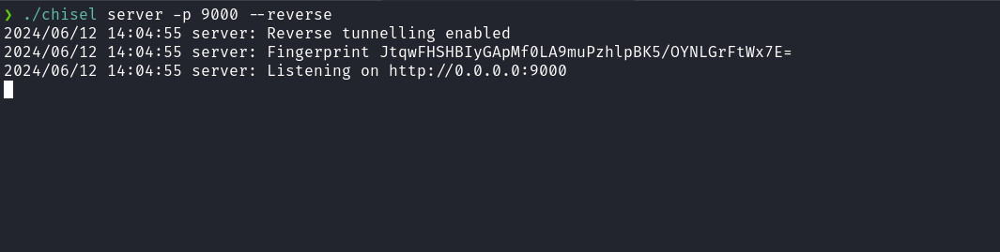 ❯ ./chisel server -p 9000 --reverse
2024/06/12 14:04:55 server: Reverse tunnelling enabled
2024/06/12 14:04:55 server: Fingerprint JtqwFHSHBIyGApMf0LA9muPzhlpBK5/OYNLGrFtWx7E=
2024/06/12 14:04:55 server: Listening on http://0.0.0.0:9000